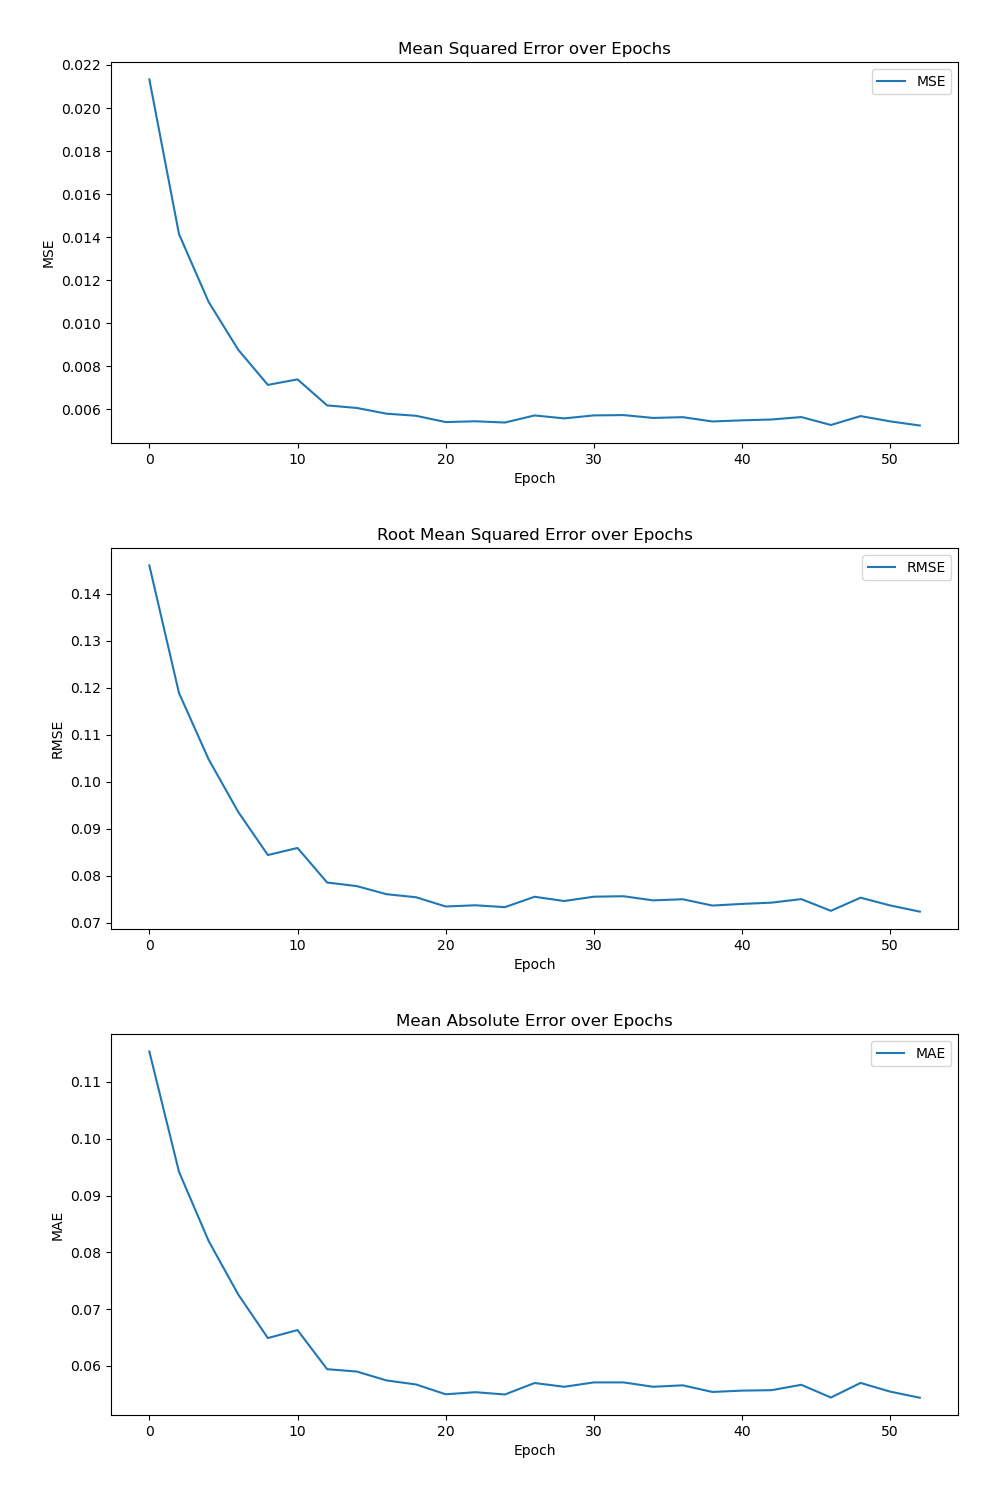 Mean Squared Error over Epochs
0.022
0.020
0.018
0.016
0.014
0.012
0.010
0.008
0.006
MSE
MSE
0 10 20 30 40 50
Epoch
Root Mean Squared Error over Epochs
0.14
0.13
0.12
0.11
0.10
0.09
0.08
0.07
RMSE
RMSE
0 10 20 30 40 50
Epoch
Mean Absolute Error over Epochs
0.11
0.10
0.09
0.08
0.07
0.06
MAE
MAE
0 10 20 30 40 50
Epoch